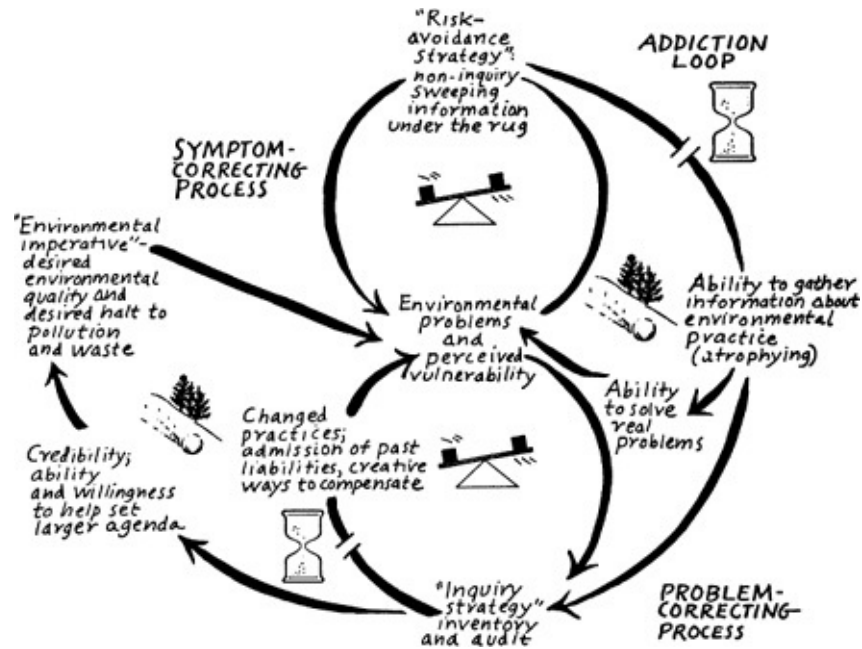 "Risk-
avoidance
strategy":
non-inquiry
sweeping
information
under the rug
ADDICTION
LOOP
SYMPTOM-
CORRECTING
PROCESS
"Environmental
imperative"-
desired
environmental
quality and
desired halt to
pollution
and waste
Environmental
problems
and
perceived
vulnerability
Ability to gather
information about
environmental
practice
(atrophying)
Ability
to solve
real
problems
Changed
practices;
admission of past
liabilities, creative
ways to compensate
Credibility;
ability
and willingness
to help set
larger agenda
"Inquiry
strategy"
inventory
and audit
PROBLEM-
CORRECTING-
PROCESS